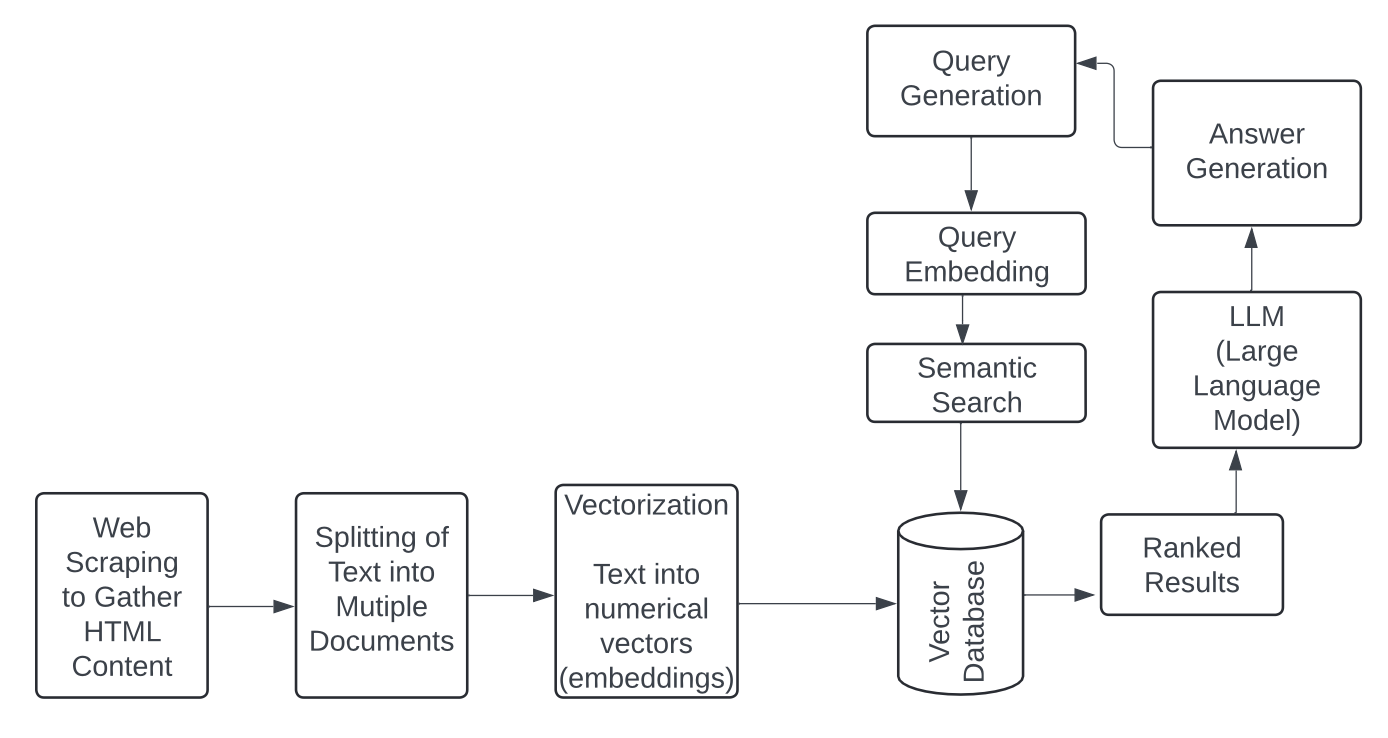 Query
Generation
Answer
Generation
Query
Embedding
Semantic
Search
LLM
(Large
Language
Model)
Web
Scraping
to Gather
HTML
Content
Splitting of
Text into
Mutiple
Documents
Vectorization
Text into
numerical
vectors
(embeddings)
Vector
Database
Ranked
Results